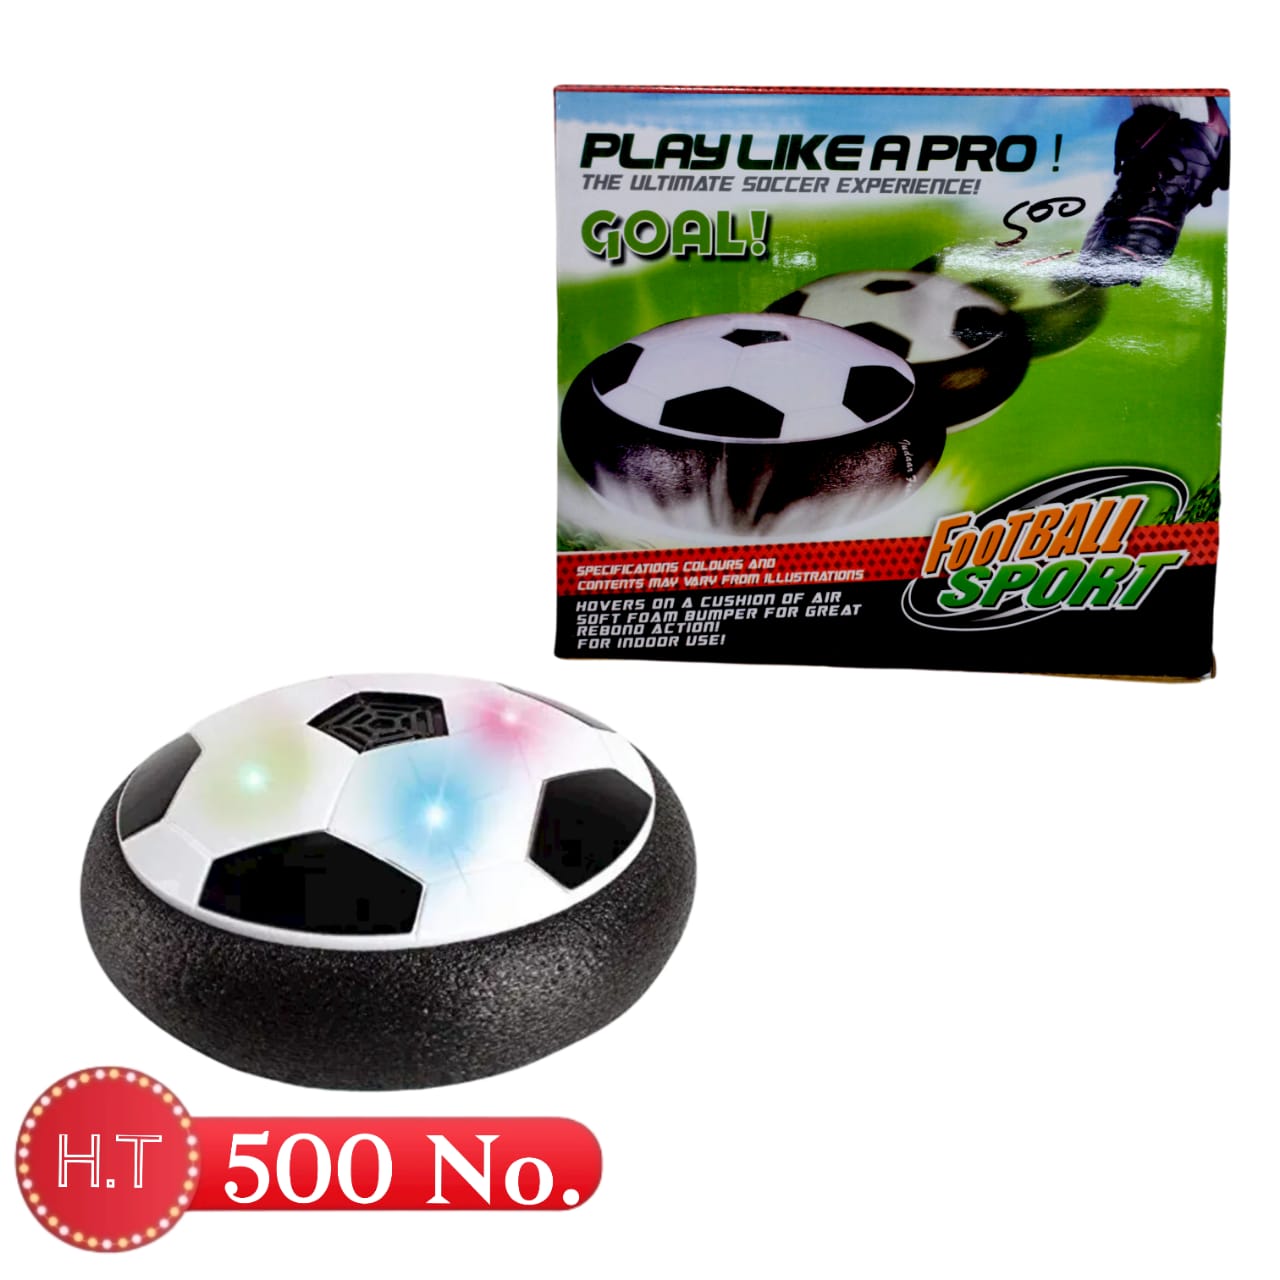 PLAY LIKE A PRO !
THE ULTIMATE SOCCER EXPERIENCE!
500
GOAL!
FOOTBALL
SPORT
SPECIFICATIONS COLOURS AND
CONTENTS MAY VARY FROM ILLUSTRATIONS
HOVERS ON A CUSHION OF AIR
SOFT FOAM BUMPER FOR GREAT
REBOND ACTION!
FOR INDOOR USE!
H.T
500 No.